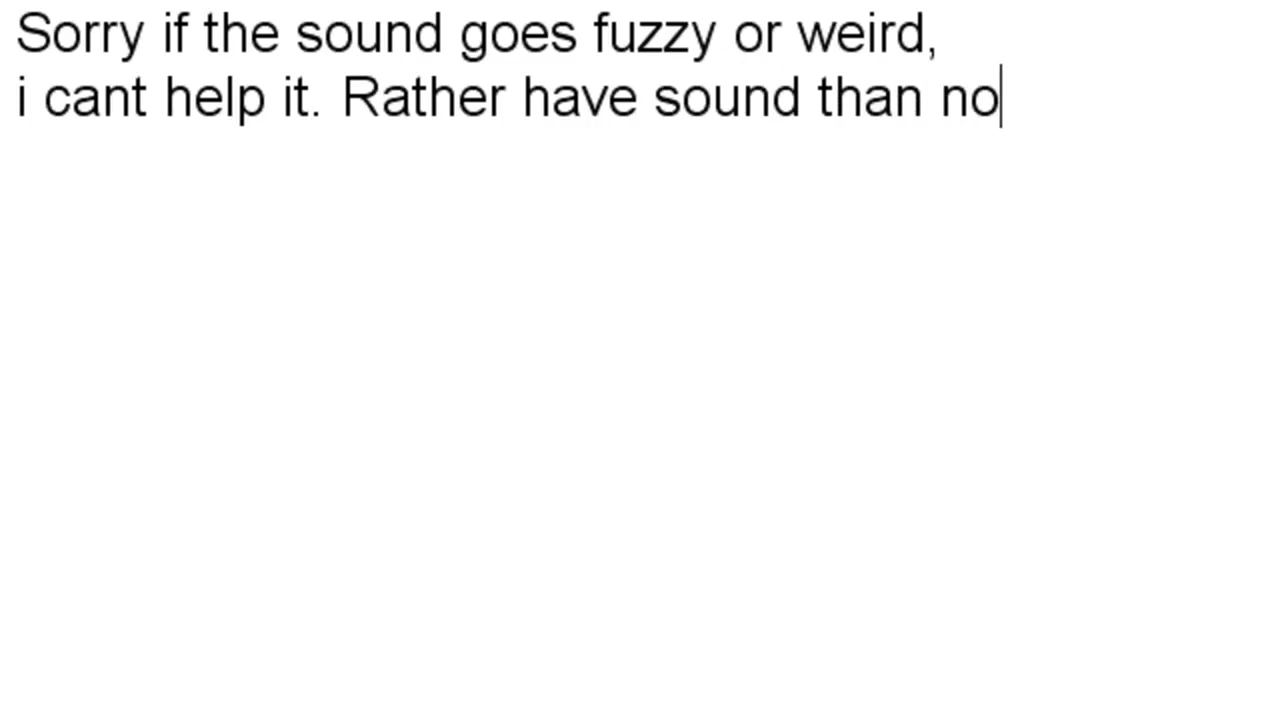 Sorry if the sound goes fuzzy or weird,
i cant help it. Rather have sound than no